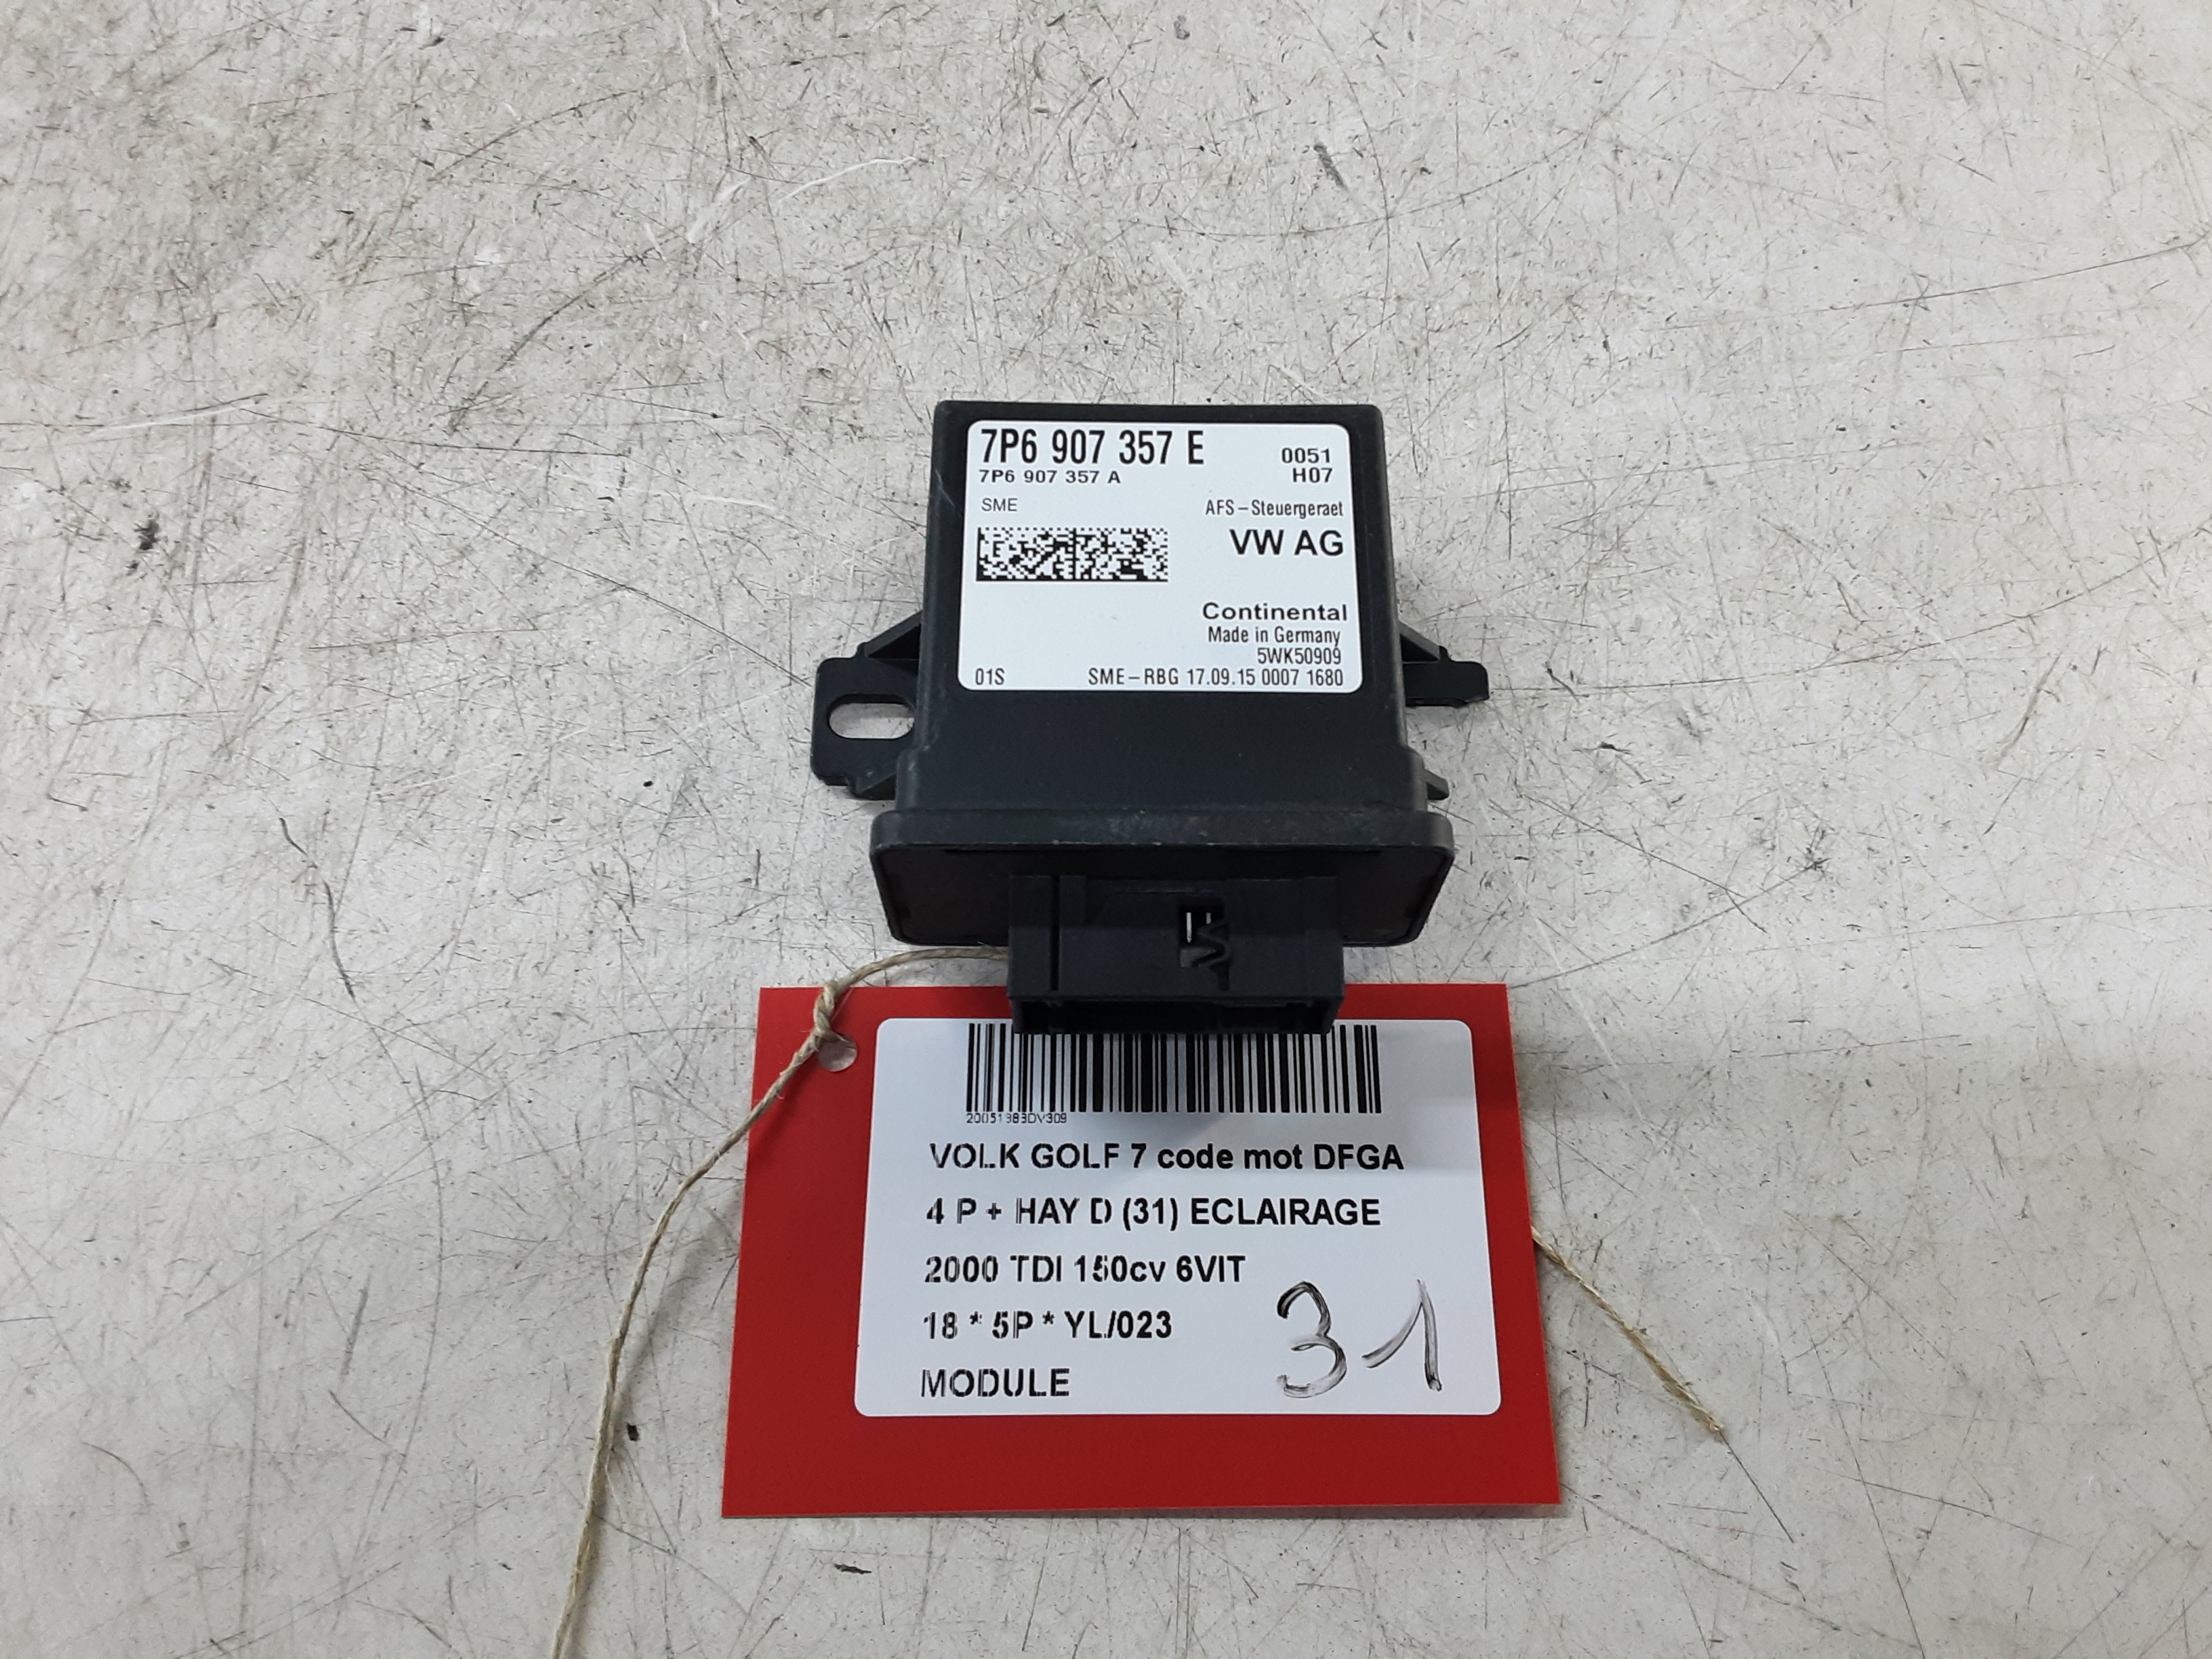 7P6 907 357 E
0051
7P6 907 357 A
H07
SME
AFS-Steuergeraet
VW AG
Continental
Made in Germany
5WK50909
01S
SME-RBG 17.09.15 0007 1680
20051383DV309
VOLK GOLF 7 code mot DFGA
4 P + HAY D (31) ECLAIRAGE
2000 TDI 150cv 6VIT
18 * 5P * YL/023
31
MODULE